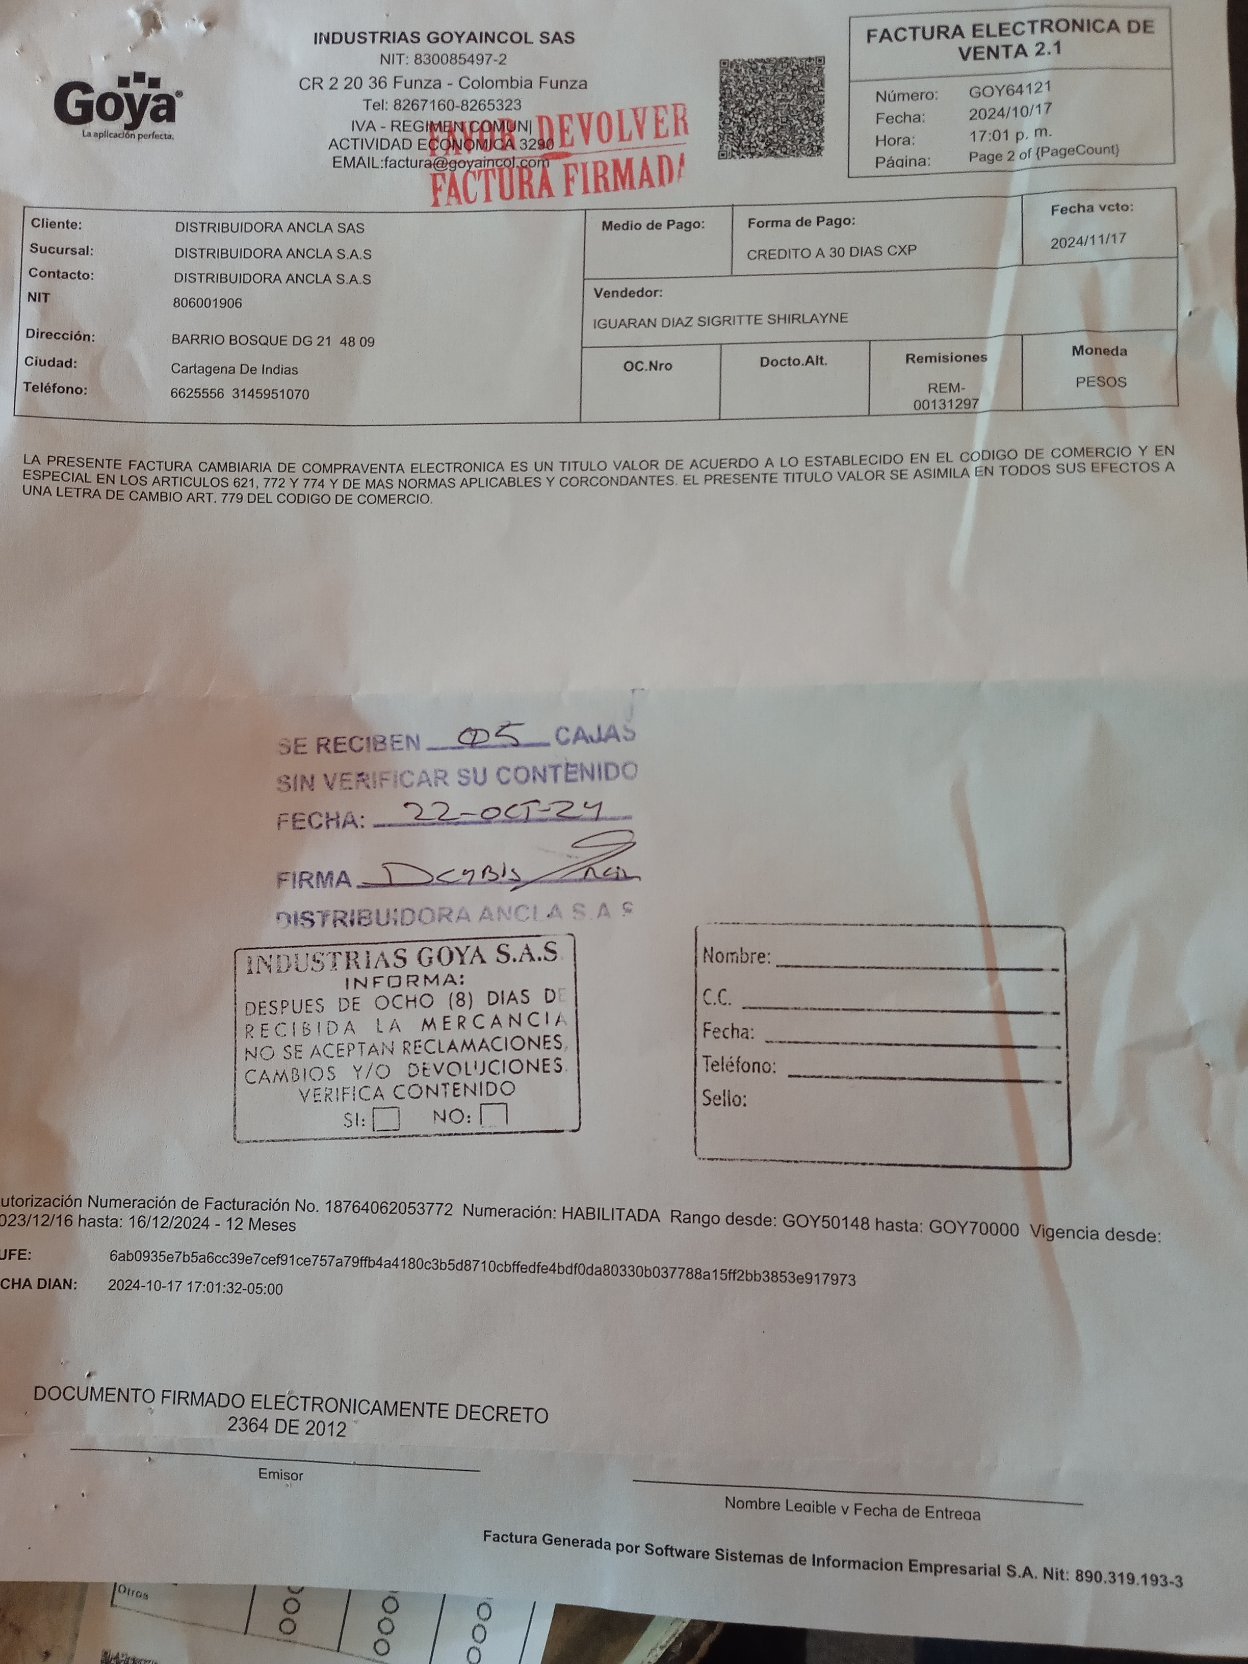 Goya
La aplicación perfecta.
INDUSTRIAS GOYAINCOL SAS
NIT: 830085497-2
CR 2 20 36 Funza - Colombia Funza
Tel: 8267160-8265323
IVA - REGIMEN COMUN|
ACTIVIDAD ECONOMICA 3290
EMAIL:factura@goyaincol.com
FAVOR DEVOLVER
FACTURA FIRMADA
FACTURA ELECTRONICA DE
VENTA 2.1
Número: GOY64121
Fecha: 2024/10/17
Hora: 17:01 p. m.
Página: Page 2 of {PageCount}
Cliente: DISTRIBUIDORA ANCLA SAS
Sucursal: DISTRIBUIDORA ANCLA S.A.S
Contacto: DISTRIBUIDORA ANCLA S.A.S
NIT 806001906
Dirección: BARRIO BOSQUE DG 21 48 09
Ciudad: Cartagena De Indias
Teléfono: 6625556 3145951070
Medio de Pago:
Forma de Pago:
CREDITO A 30 DIAS CXP
Fecha vcto:
2024/11/17
Vendedor:
IGUARAN DIAZ SIGRITTE SHIRLAYNE
OC.Nro
Docto.Alt.
Remisiones
REM-
00131297
Moneda
PESOS
LA PRESENTE FACTURA CAMBIARIA DE COMPRAVENTA ELECTRONICA ES UN TITULO VALOR DE ACUERDO A LO ESTABLECIDO EN EL CODIGO DE COMERCIO Y EN
ESPECIAL EN LOS ARTICULOS 621, 772 Y 774 Y DE MAS NORMAS APLICABLES Y CORCONDANTES. EL PRESENTE TITULO VALOR SE ASIMILA EN TODOS SUS EFECTOS A
UNA LETRA DE CAMBIO ART. 779 DEL CODIGO DE COMERCIO.
SE RECIBEN 05 CAJAS
SIN VERIFICAR SU CONTENIDO
FECHA: 22-OCT-24
FIRMA
DISTRIBUIDORA ANCLA S.A.S
INDUSTRIAS GOYA S.A.S
INFORMA:
DESPUES DE OCHO (8) DIAS DE
RECIBIDA LA MERCANCIA
NO SE ACEPTAN RECLAMACIONES,
CAMBIOS Y/O DEVOLUCIONES.
VERIFICA CONTENIDO
SI: NO:
Nombre:
C.C.
Fecha:
Teléfono:
Sello:
utorización Numeración de Facturación No. 18764062053772 Numeración: HABILITADA Rango desde: GOY50148 hasta: GOY70000 Vigencia desde:
023/12/16 hasta: 16/12/2024 - 12 Meses
UFE: 6ab0935e7b5a6cc39e7cef91ce757a79ffb4a4180c3b5d8710cbffedfe4bdf0da80330b037788a15ff2bb3853e917973
CHA DIAN: 2024-10-17 17:01:32-05:00
DOCUMENTO FIRMADO ELECTRONICAMENTE DECRETO
2364 DE 2012
Emisor
Nombre Legible y Fecha de Entrega
Factura Generada por Software Sistemas de Informacion Empresarial S.A. Nit: 890.319.193-3
Otros